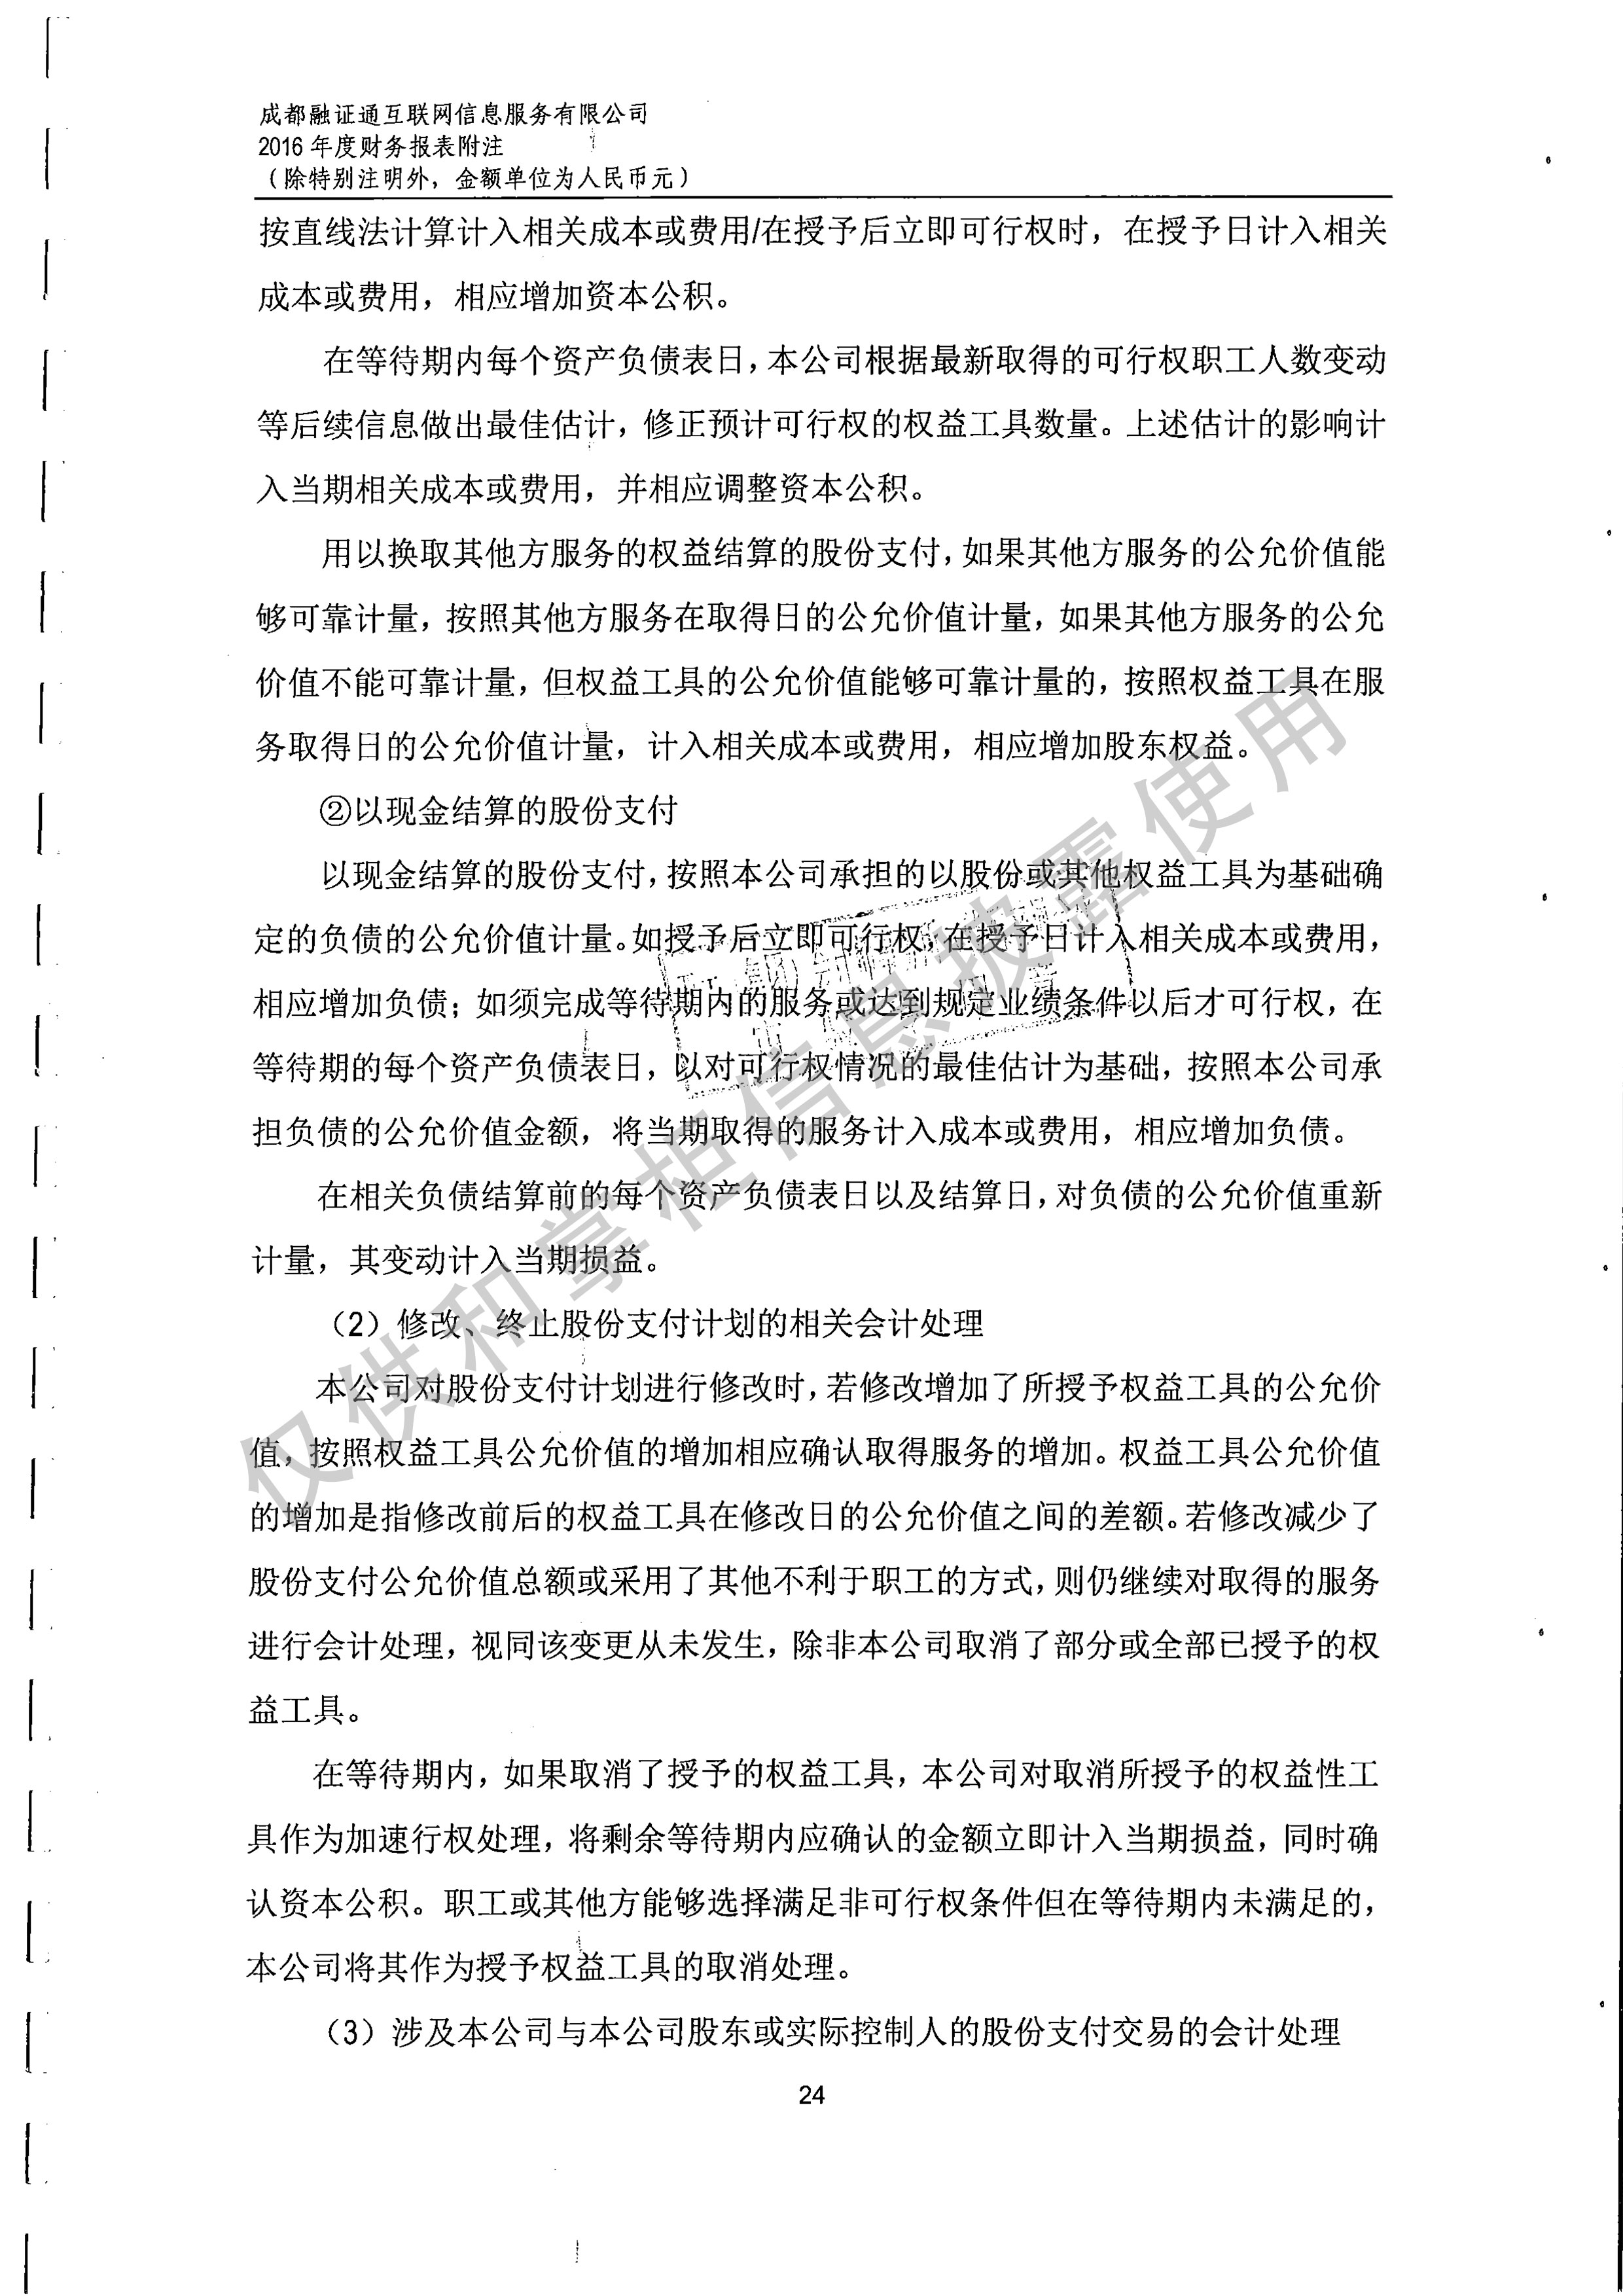 成都融证通互联网信息服务有限公司
2016 年度财务报表附注
（除特别注明外，金额单位为人民币元）
按直线法计算计入相关成本或费用/在授予后立即可行权时，在授予日计入相关
成本或费用，相应增加资本公积。
在等待期内每个资产负债表日，本公司根据最新取得的可行权职工人数变动
等后续信息做出最佳估计，修正预计可行权的权益工具数量。上述估计的影响计
入当期相关成本或费用，并相应调整资本公积。
用以换取其他方服务的权益结算的股份支付，如果其他方服务的公允价值能
够可靠计量，按照其他方服务在取得日的公允价值计量，如果其他方服务的公允
价值不能可靠计量，但权益工具的公允价值能够可靠计量的，按照权益工具在服
务取得日的公允价值计量，计入相关成本或费用，相应增加股东权益。
②以现金结算的股份支付
以现金结算的股份支付，按照本公司承担的以股份或其他权益工具为基础确
定的负债的公允价值计量。如授予后立即可行权，在授予日计入相关成本或费用，
相应增加负债；如须完成等待期内的服务或达到规定业绩条件以后才可行权，在
等待期的每个资产负债表日，以对可行权情况的最佳估计为基础，按照本公司承
担负债的公允价值金额，将当期取得的服务计入成本或费用，相应增加负债。
在相关负债结算前的每个资产负债表日以及结算日，对负债的公允价值重新
计量，其变动计入当期损益。
（2）修改、终止股份支付计划的相关会计处理
本公司对股份支付计划进行修改时，若修改增加了所授予权益工具的公允价
值，按照权益工具公允价值的增加相应确认取得服务的增加。权益工具公允价值
的增加是指修改前后的权益工具在修改日的公允价值之间的差额。若修改减少了
股份支付公允价值总额或采用了其他不利于职工的方式，则仍继续对取得的服务
进行会计处理，视同该变更从未发生，除非本公司取消了部分或全部已授予的权
益工具。
在等待期内，如果取消了授予的权益工具，本公司对取消所授予的权益性工
具作为加速行权处理，将剩余等待期内应确认的金额立即计入当期损益，同时确
认资本公积。职工或其他方能够选择满足非可行权条件但在等待期内未满足的，
本公司将其作为授予权益工具的取消处理。
（3）涉及本公司与本公司股东或实际控制人的股份支付交易的会计处理
24
仅供和掌柜信息披露使用